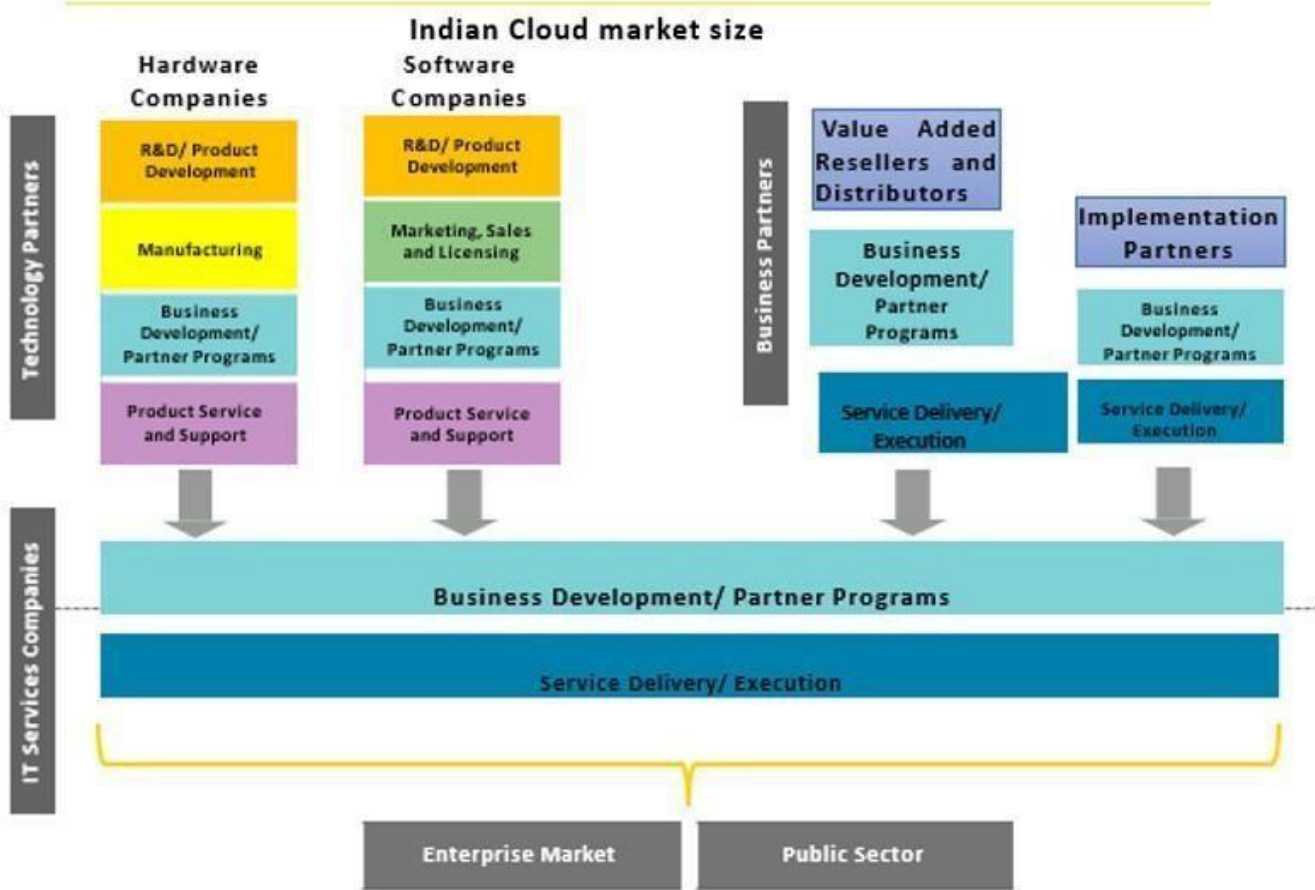 Indian Cloud market size
Hardware
Companies
Software
Companies
Technology Partners
R&D/ Product
Development
Manufacturing
Business
Development/
Partner Programs
Product Service
and Support
R&D/ Product
Development
Marketing, Sales
and Licensing
Business
Development/
Partner Programs
Product Service
and Support
Business Partners
Value Added
Resellers and
Distributors
Business
Development/
Partner
Programs
Service Delivery/
Execution
Implementation
Partners
Business
Development/
Partner Programs
Service Delivery/
Execution
IT Services Companies
Business Development/ Partner Programs
Service Delivery/ Execution
Enterprise Market
Public Sector